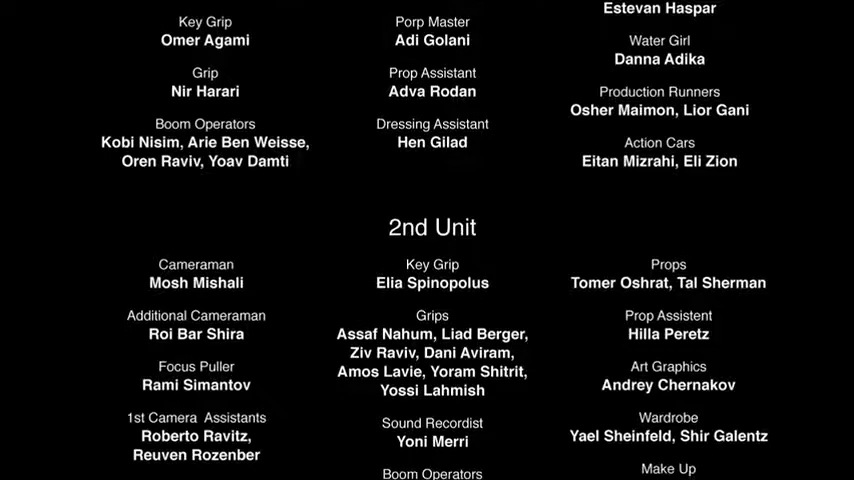 Key Grip
Omer Agami
Grip
Nir Harari
Boom Operators
Kobi Nisim, Arie Ben Weisse,
Oren Raviv, Yoav Damti
Porp Master
Adi Golani
Prop Assistant
Adva Rodan
Dressing Assistant
Hen Gilad
Estevan Haspar
Water Girl
Danna Adika
Production Runners
Osher Maimon, Lior Gani
Action Cars
Eitan Mizrahi, Eli Zion
2nd Unit
Cameraman
Mosh Mishali
Additional Cameraman
Roi Bar Shira
Focus Puller
Rami Simantov
1st Camera Assistants
Roberto Ravitz,
Reuven Rozenber
Key Grip
Elia Spinopolus
Grips
Assaf Nahum, Liad Berger,
Ziv Raviv, Dani Aviram,
Amos Lavie, Yoram Shitrit,
Yossi Lahmish
Sound Recordist
Yoni Merri
Boom Operators
Props
Tomer Oshrat, Tal Sherman
Prop Assistent
Hilla Peretz
Art Graphics
Andrey Chernakov
Wardrobe
Yael Sheinfeld, Shir Galentz
Make Up